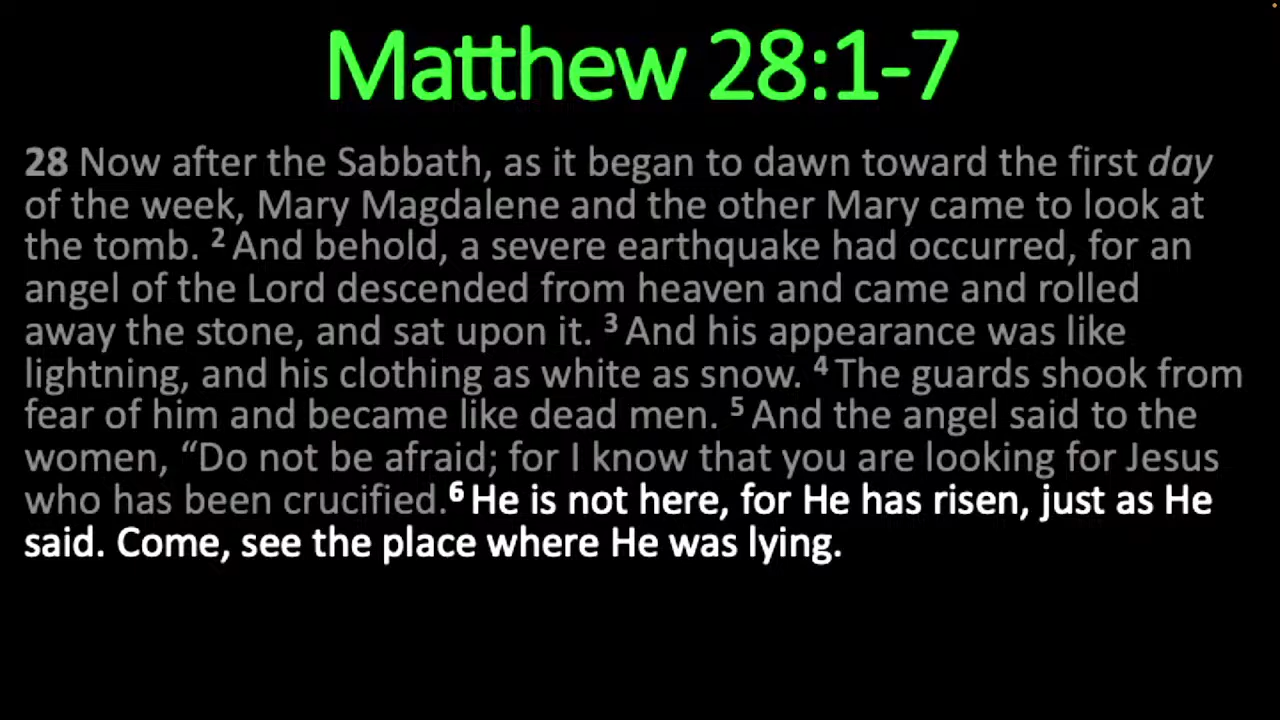 Matthew 28:1-7
28 Now after the Sabbath, as it began to dawn toward the first day
of the week, Mary Magdalene and the other Mary came to look at
the tomb. 2 And behold, a severe earthquake had occurred, for an
angel of the Lord descended from heaven and came and rolled
away the stone, and sat upon it. 3 And his appearance was like
lightning, and his clothing as white as snow. 4 The guards shook from
fear of him and became like dead men. 5 And the angel said to the
women, “Do not be afraid; for I know that you are looking for Jesus
who has been crucified.6 He is not here, for He has risen, just as He
said. Come, see the place where He was lying.